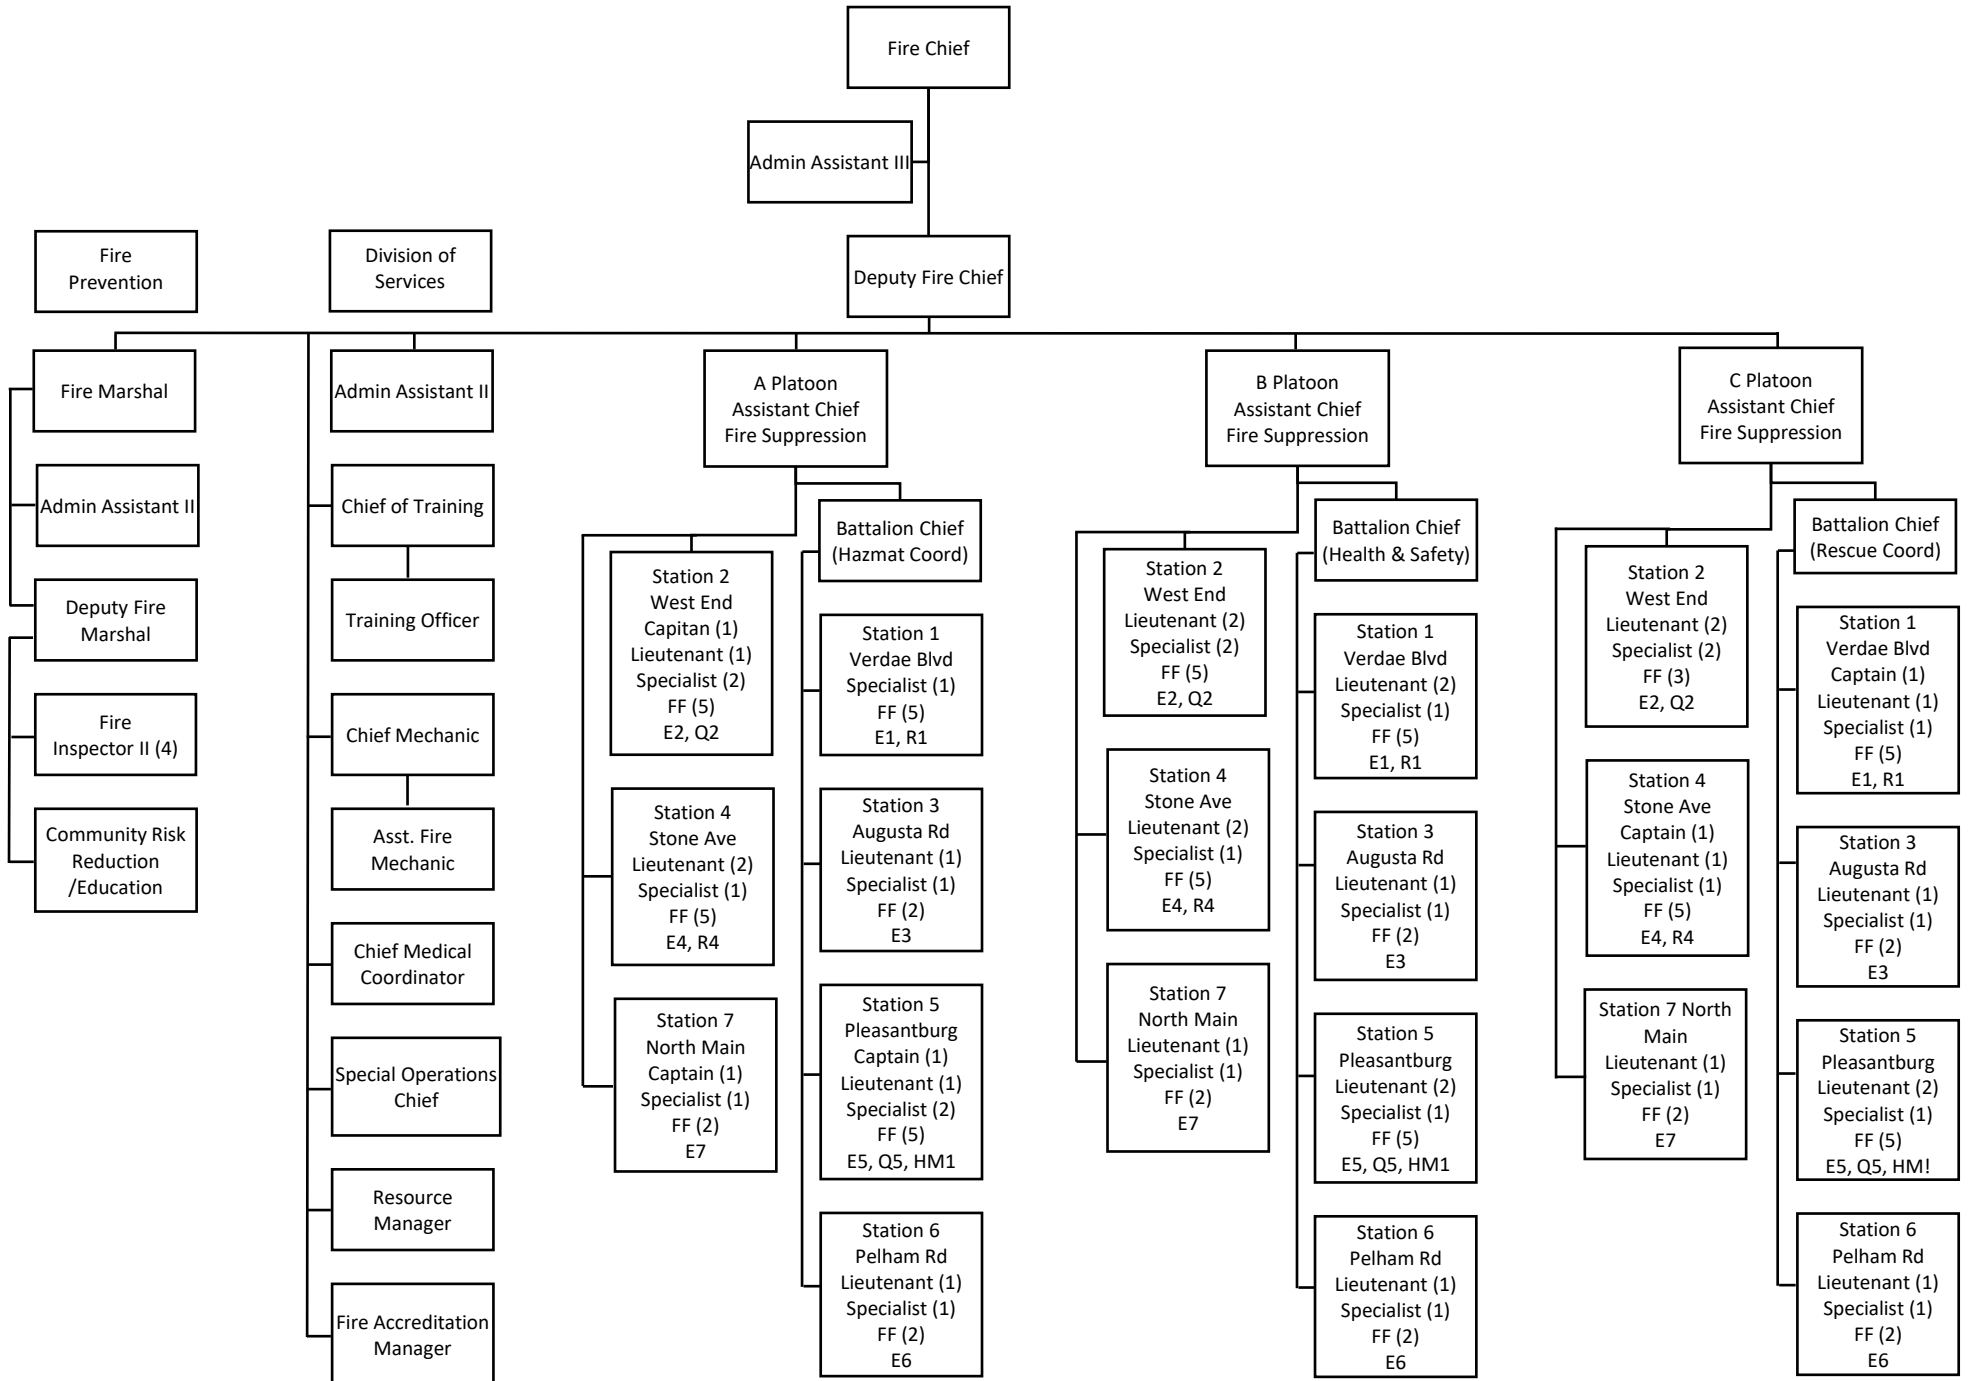 Fire Chief
Admin Assistant III
Deputy Fire Chief
Fire
Prevention
Fire Marshal
Admin Assistant II
Deputy Fire
Marshal
Fire
Inspector II (4)
Community Risk
Reduction
/Education
Division of
Services
Admin Assistant II
Chief of Training
Training Officer
Chief Mechanic
Asst. Fire
Mechanic
Chief Medical
Coordinator
Special Operations
Chief
Resource
Manager
Fire Accreditation
Manager
A Platoon
Assistant Chief
Fire Suppression
Station 2
West End
Capitan (1)
Lieutenant (1)
Specialist (2)
FF (5)
E2, Q2
Station 4
Stone Ave
Lieutenant (2)
Specialist (1)
FF (5)
E4, R4
Station 7
North Main
Captain (1)
Specialist (1)
FF (2)
E7
Battalion Chief
(Hazmat Coord)
Station 1
Verdae Blvd
Specialist (1)
FF (5)
E1, R1
Station 3
Augusta Rd
Lieutenant (1)
Specialist (1)
FF (2)
E3
Station 5
Pleasantburg
Captain (1)
Lieutenant (1)
Specialist (2)
FF (5)
E5, Q5, HM1
Station 6
Pelham Rd
Lieutenant (1)
Specialist (1)
FF (2)
E6
B Platoon
Assistant Chief
Fire Suppression
Station 2
West End
Lieutenant (2)
Specialist (2)
FF (5)
E2, Q2
Station 4
Stone Ave
Lieutenant (2)
Specialist (1)
FF (5)
E4, R4
Station 7
North Main
Lieutenant (1)
Specialist (1)
FF (2)
E7
Battalion Chief
(Health & Safety)
Station 1
Verdae Blvd
Lieutenant (2)
Specialist (1)
FF (5)
E1, R1
Station 3
Augusta Rd
Lieutenant (1)
Specialist (1)
FF (2)
E3
Station 5
Pleasantburg
Lieutenant (2)
Specialist (1)
FF (5)
E5, Q5, HM1
Station 6
Pelham Rd
Lieutenant (1)
Specialist (1)
FF (2)
E6
C Platoon
Assistant Chief
Fire Suppression
Station 2
West End
Lieutenant (2)
Specialist (2)
FF (3)
E2, Q2
Station 4
Stone Ave
Captain (1)
Lieutenant (1)
Specialist (1)
FF (5)
E4, R4
Station 7 North
Main
Lieutenant (1)
Specialist (1)
FF (2)
E7
Battalion Chief
(Rescue Coord)
Station 1
Verdae Blvd
Captain (1)
Lieutenant (1)
Specialist (1)
FF (5)
E1, R1
Station 3
Augusta Rd
Lieutenant (1)
Specialist (1)
FF (2)
E3
Station 5
Pleasantburg
Lieutenant (2)
Specialist (1)
FF (5)
E5, Q5, HM!
Station 6
Pelham Rd
Lieutenant (1)
Specialist (1)
FF (2)
E6